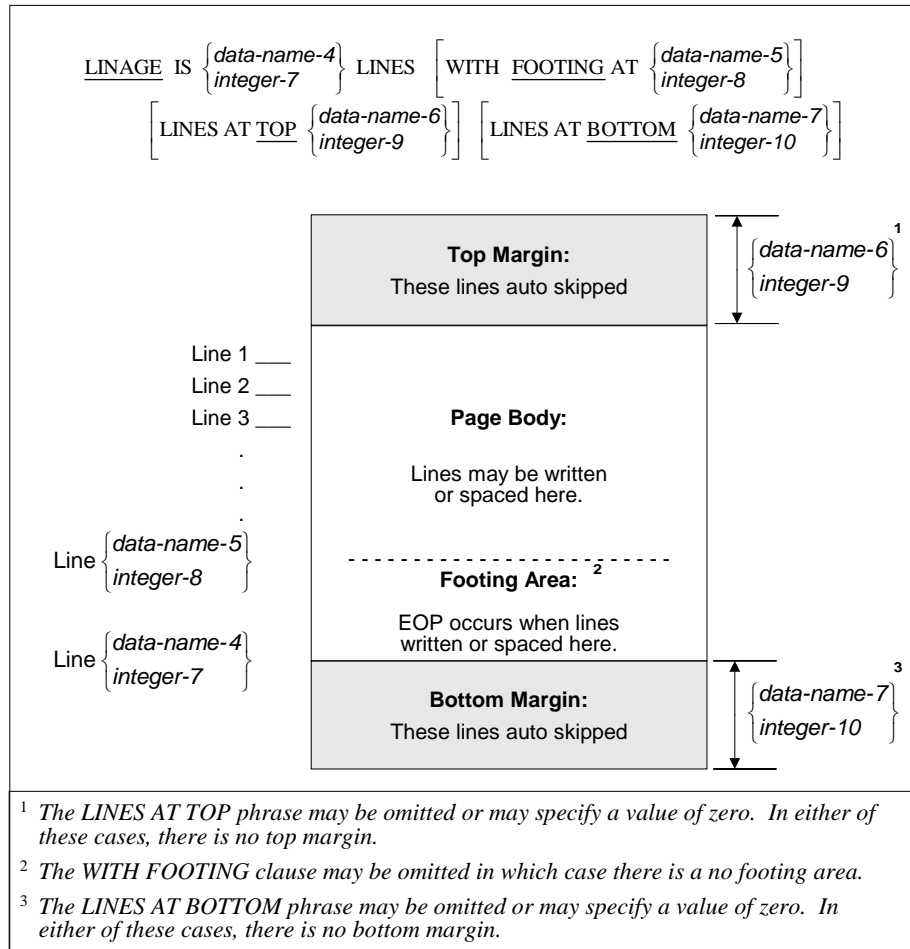 LINAGE IS {data-name-4 integer-7} LINES [WITH FOOTING AT {data-name-5 integer-8}]
[LINES AT TOP {data-name-6 integer-9}] [LINES AT BOTTOM {data-name-7 integer-10}]
Top Margin:
These lines auto skipped
{data-name-6 integer-9} 1
Line 1 ___
Line 2 ___
Line 3 ___
.
.
.
Page Body:
Lines may be written
or spaced here.
Line {data-name-5 integer-8}
Footing Area: 2
EOP occurs when lines
written or spaced here.
Line {data-name-4 integer-7}
Bottom Margin:
These lines auto skipped
{data-name-7 integer-10} 3
1 The LINES AT TOP phrase may be omitted or may specify a value of zero. In either of
these cases, there is no top margin.
2 The WITH FOOTING clause may be omitted in which case there is a no footing area.
3 The LINES AT BOTTOM phrase may be omitted or may specify a value of zero. In
either of these cases, there is no bottom margin.